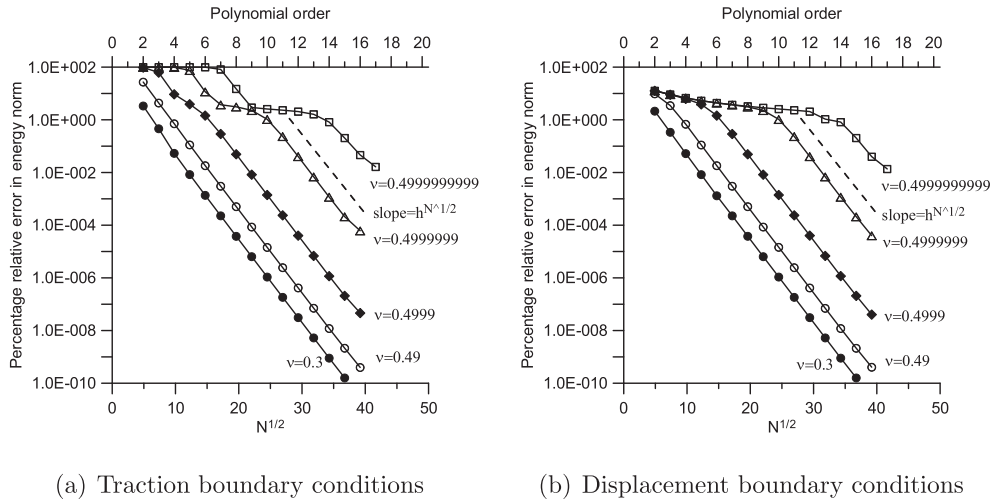 Polynomial order
0 2 4 6 8 10 12 14 16 18 20
Percentage relative error in energy norm
1.0E+002
1.0E+000
1.0E-002
1.0E-004
1.0E-006
1.0E-008
1.0E-010
ν=0.4999999999
slope=h^N^1/2
ν=0.4999999
ν=0.4999
ν=0.49
ν=0.3
0 10 20 30 40 50
N^1/2
(a) Traction boundary conditions
Polynomial order
0 2 4 6 8 10 12 14 16 18 20
Percentage relative error in energy norm
1.0E+002
1.0E+000
1.0E-002
1.0E-004
1.0E-006
1.0E-008
1.0E-010
ν=0.4999999999
slope=h^N^1/2
ν=0.4999999
ν=0.4999
ν=0.49
ν=0.3
0 10 20 30 40 50
N^1/2
(b) Displacement boundary conditions